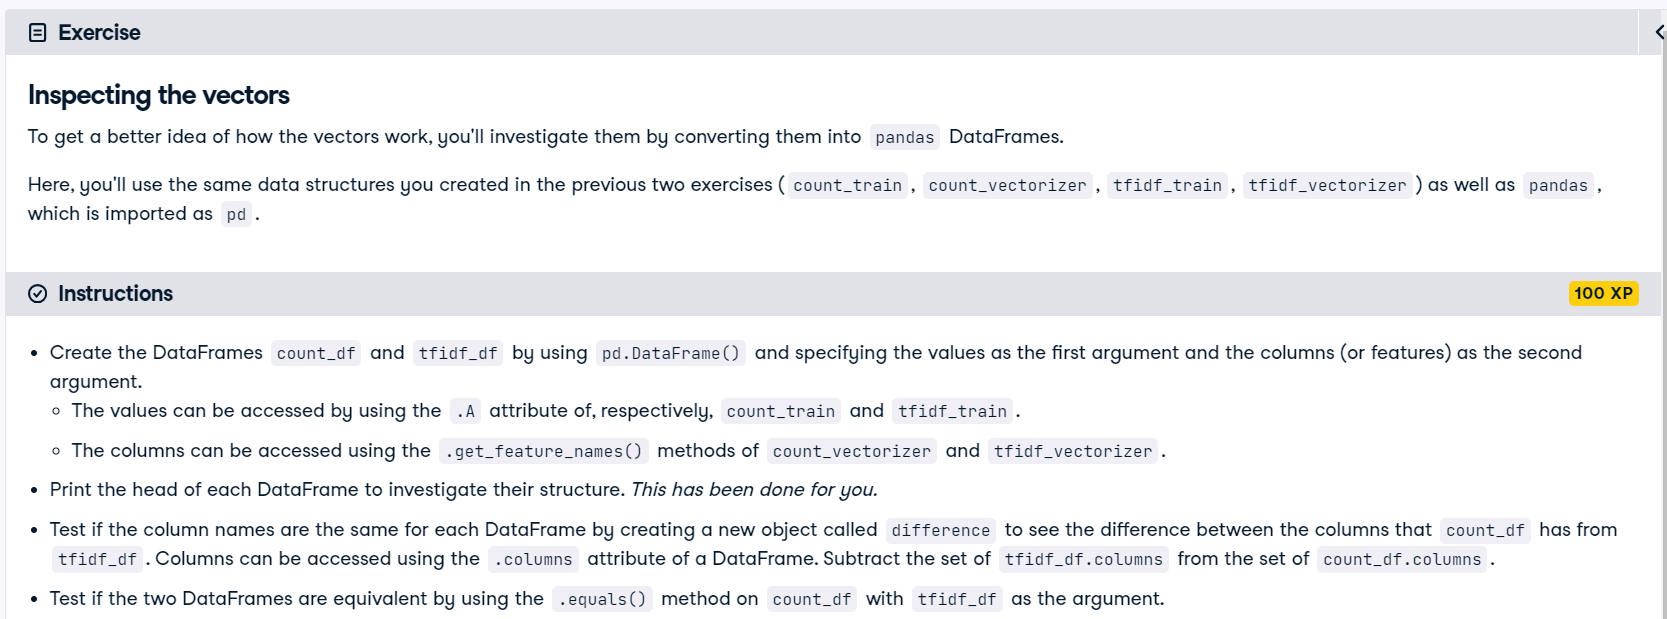 Exercise
Inspecting the vectors
To get a better idea of how the vectors work, you'll investigate them by converting them into pandas DataFrames.
Here, you'll use the same data structures you created in the previous two exercises ( count_train , count_vectorizer , tfidf_train , tfidf_vectorizer ) as well as pandas ,
which is imported as pd .
Instructions
100 XP
• Create the DataFrames count_df and tfidf_df by using pd.DataFrame() and specifying the values as the first argument and the columns (or features) as the second
argument.
◦ The values can be accessed by using the .A attribute of, respectively, count_train and tfidf_train .
◦ The columns can be accessed using the .get_feature_names() methods of count_vectorizer and tfidf_vectorizer .
• Print the head of each DataFrame to investigate their structure. This has been done for you.
• Test if the column names are the same for each DataFrame by creating a new object called difference to see the difference between the columns that count_df has from
tfidf_df . Columns can be accessed using the .columns attribute of a DataFrame. Subtract the set of tfidf_df.columns from the set of count_df.columns .
• Test if the two DataFrames are equivalent by using the .equals() method on count_df with tfidf_df as the argument.